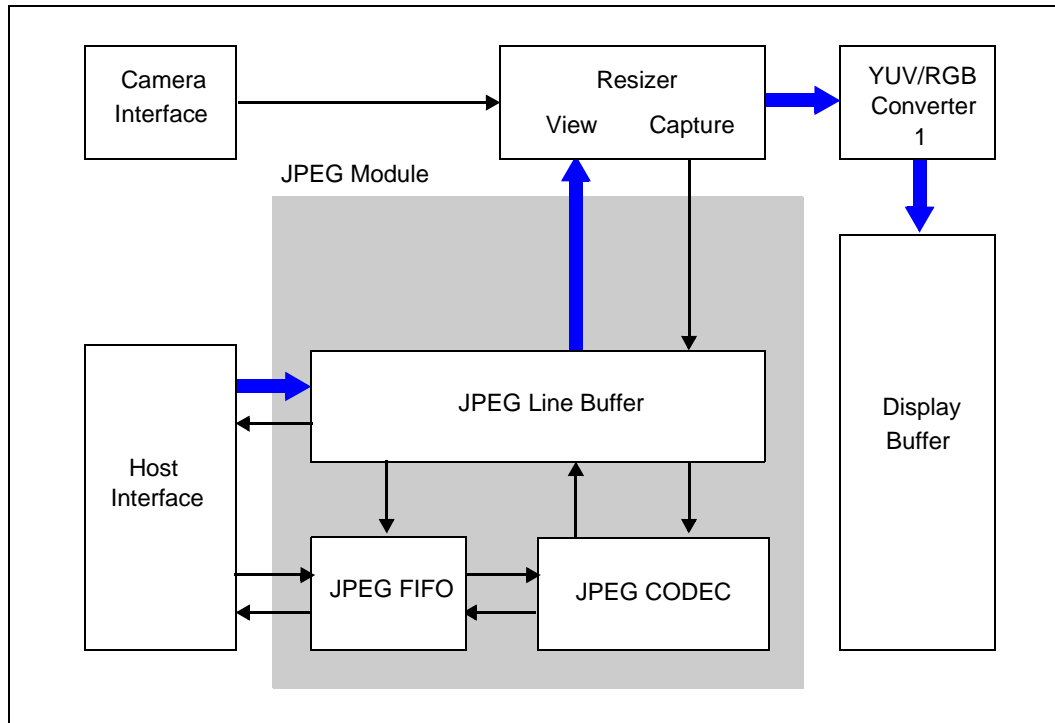 Camera
Interface
Resizer
View Capture
YUV/RGB
Converter
1
JPEG Module
JPEG Line Buffer
Display
Buffer
Host
Interface
JPEG FIFO
JPEG CODEC